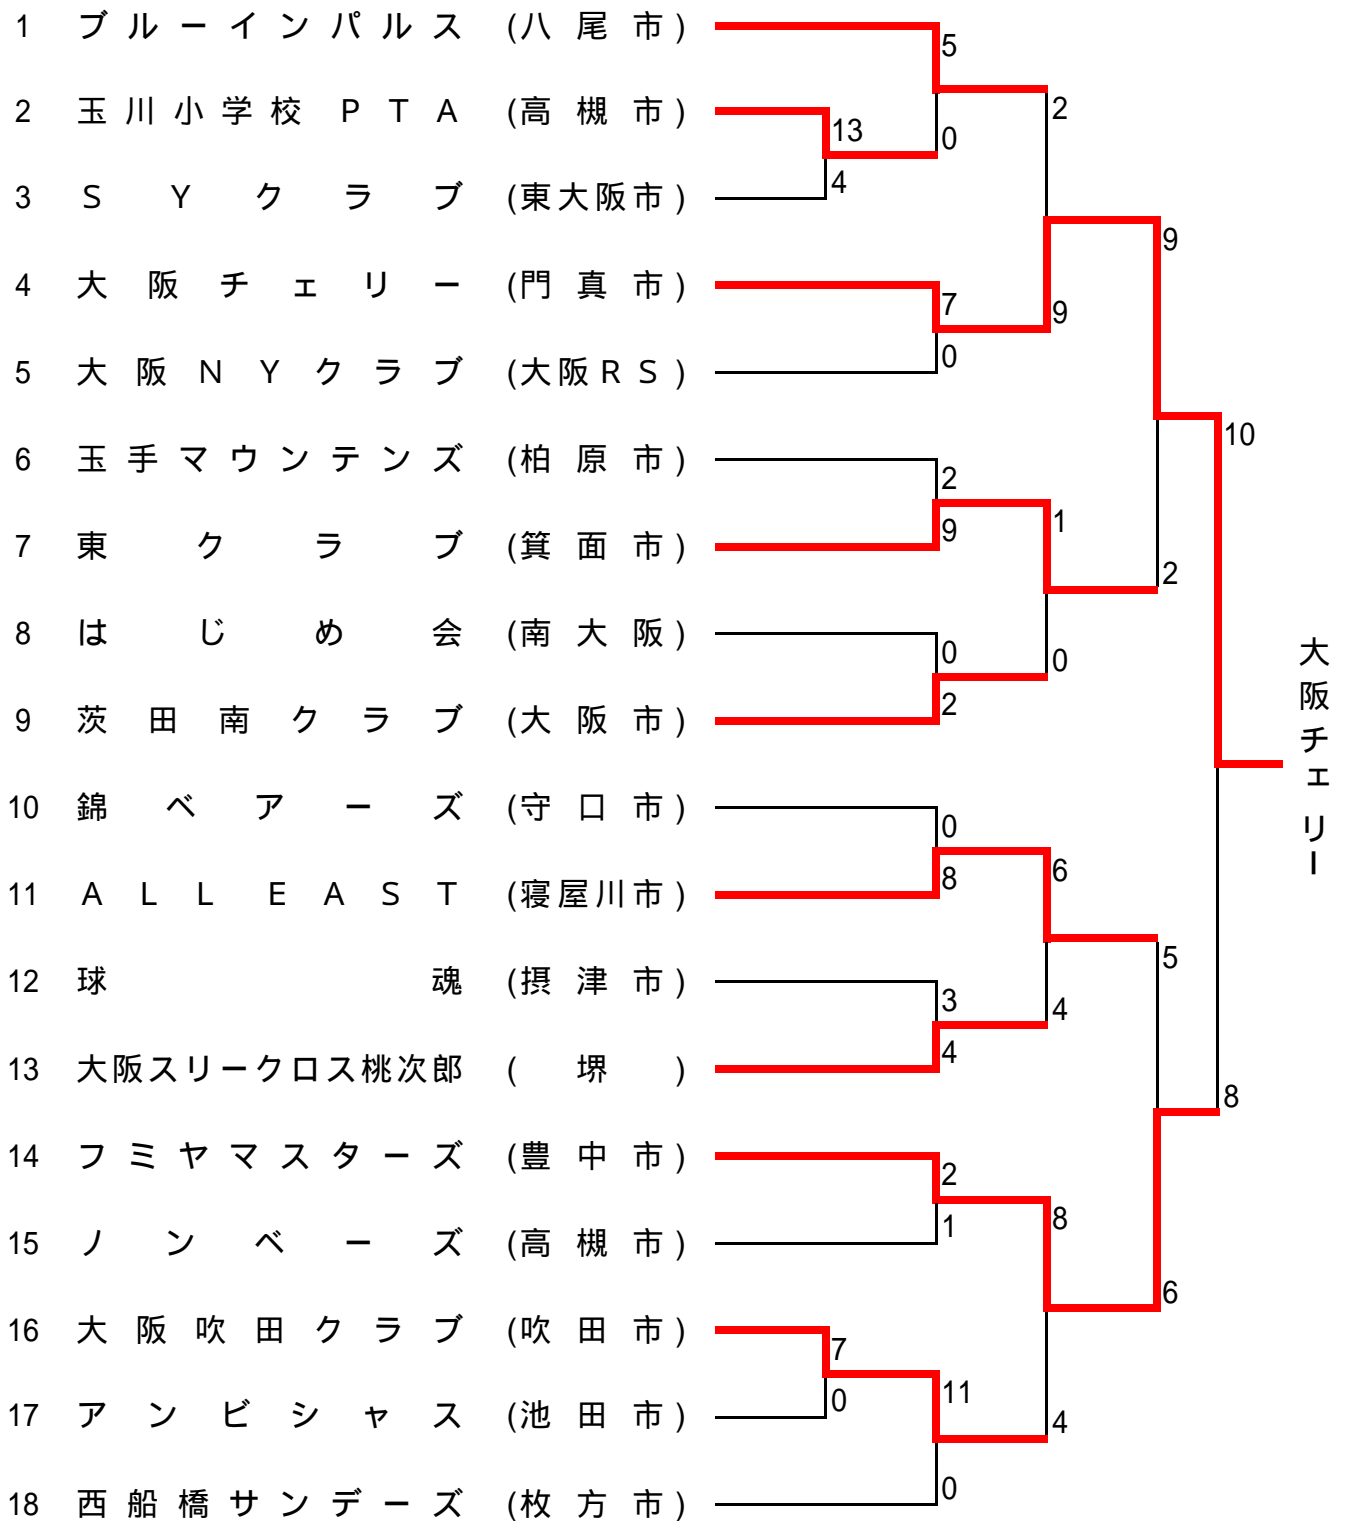 1 ブルーインパルス (八尾市)
2 玉川小学校PTA (高槻市)
3 SYクラブ (東大阪市)
4 大阪チェリー (門真市)
5 大阪NYクラブ (大阪RS)
6 玉手マウンテンズ (柏原市)
7 東クラブ (箕面市)
8 はじめ会 (南大阪)
9 茨田南クラブ (大阪市)
10 錦ベアーズ (守口市)
11 ALL EAST (寝屋川市)
12 球魂 (摂津市)
13 大阪スリークロス桃次郎 (堺)
14 フミヤマスターズ (豊中市)
15 ノンベーズ (高槻市)
16 大阪吹田クラブ (吹田市)
17 アンビシャス (池田市)
18 西船橋サンデーズ (枚方市)
13
4
7
0
5
0
7
0
2
9
0
2
0
8
3
4
2
1
11
0
2
9
1
0
6
4
8
4
9
2
5
6
10
8
大阪チェリー